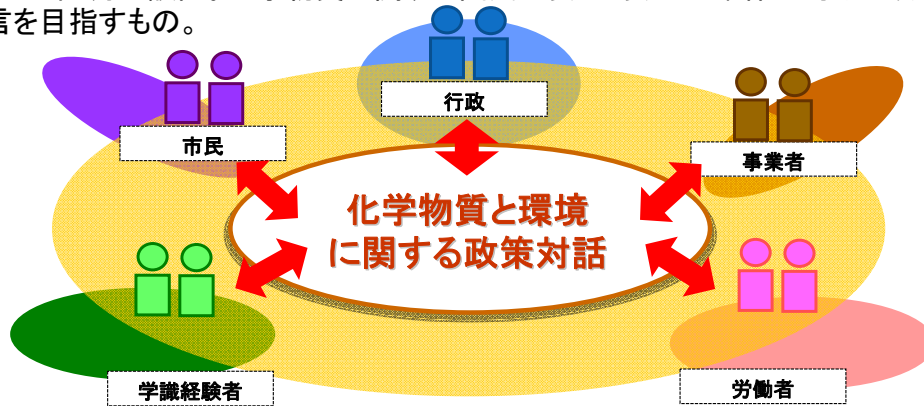 言を目指すもの。
行政
市民
事業者
化学物質と環境
に関する政策対話
学識経験者
労働者